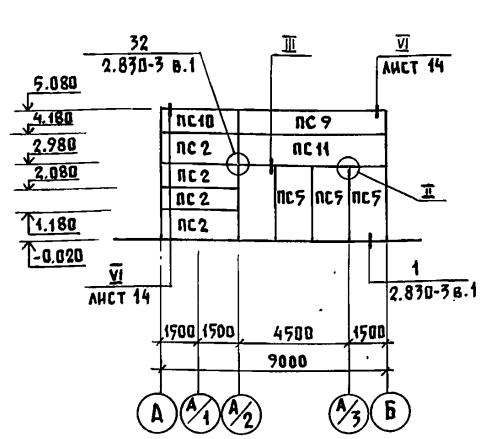 32
2.830-3 в.1
III
VI
ЛИСТ 14
5.080
4.180
2.980
2.080
1.180
-0.020
ПС10
ПС 9
ПС 2
ПС 11
ПС 2
ПС 2
ПС 2
ПС5
ПС5
ПС5
II
VI
ЛИСТ 14
1
2.830-3 в.1
1500
1500
4500
1500
9000
А
А/1
А/2
А/3
Б